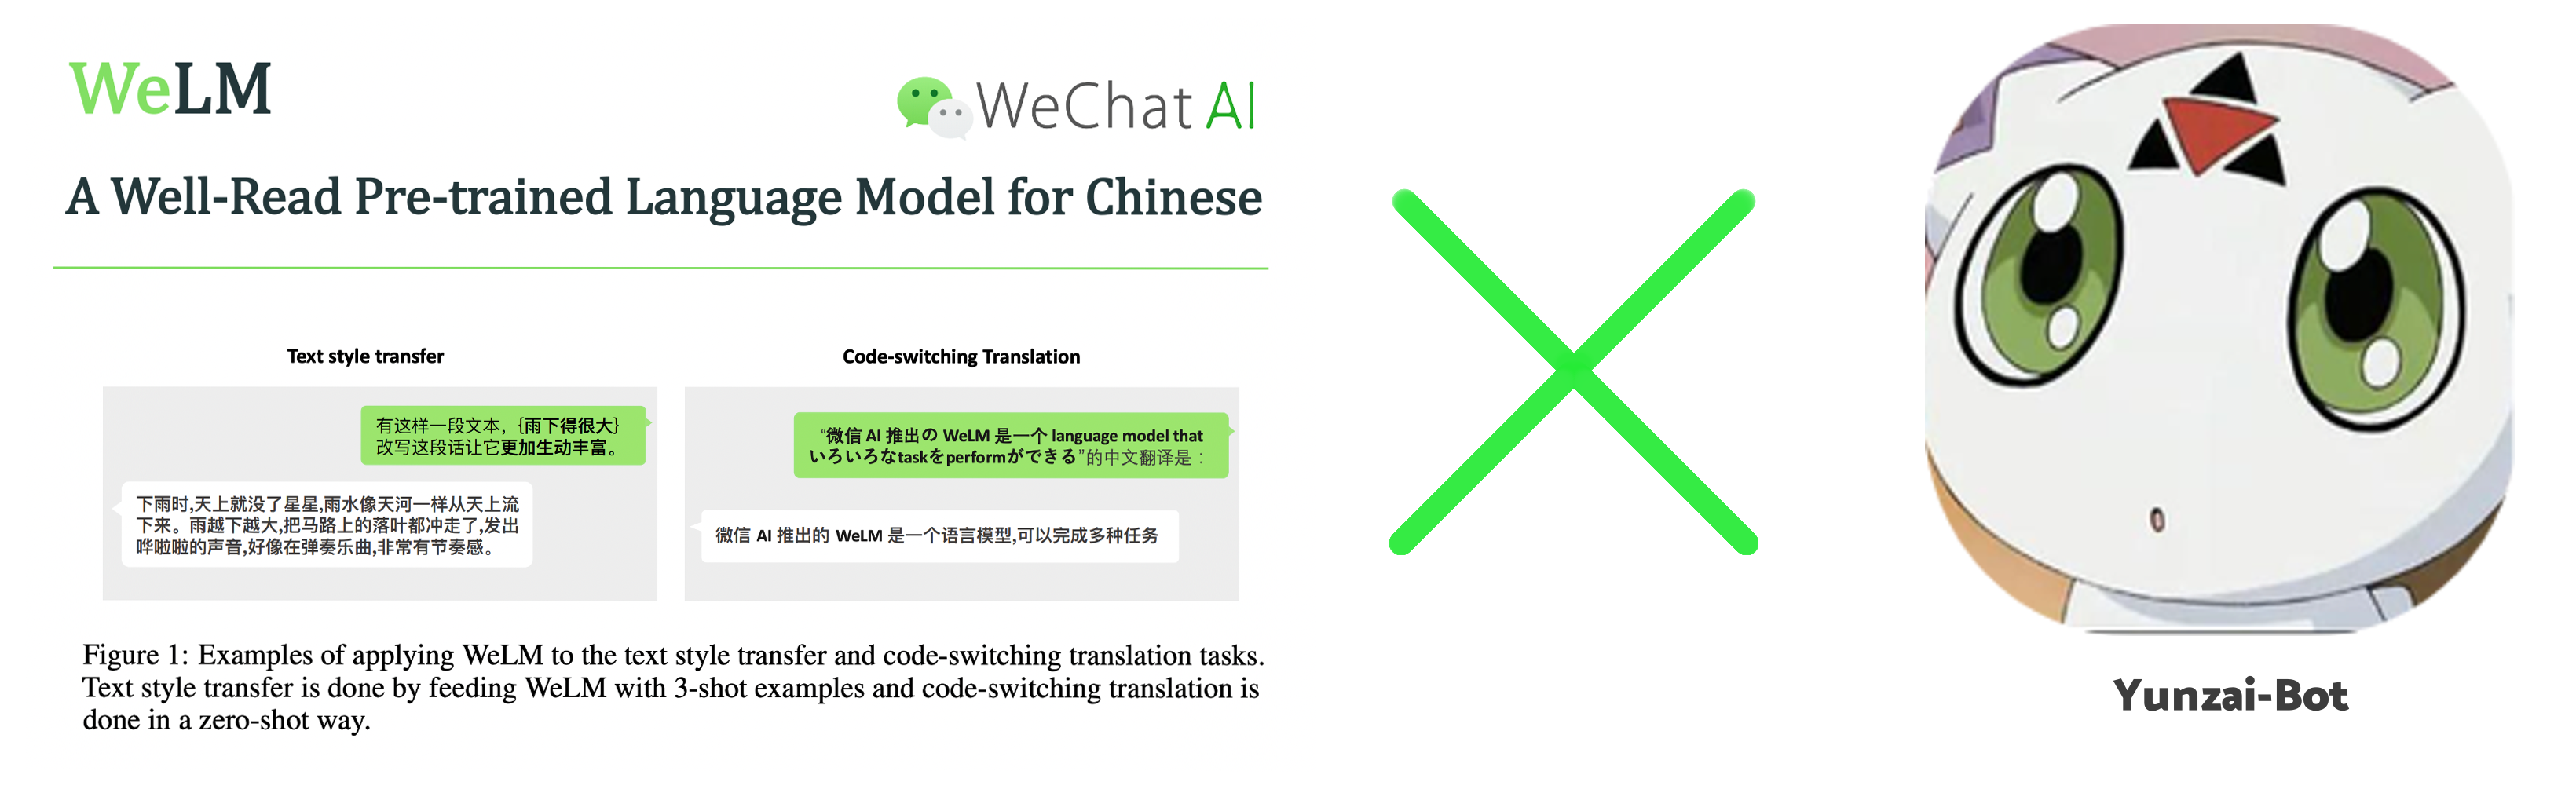 WeLM
WeChat AI
A Well-Read Pre-trained Language Model for Chinese
Text style transfer
有这样一段文本，{雨下得很大}
改写这段话让它更加生动丰富。
下雨时,天上就没了星星,雨水像天河一样从天上流
下来。雨越下越大,把马路上的落叶都冲走了,发出
哗啦啦的声音,好像在弹奏乐曲,非常有节奏感。
Code-switching Translation
“微信 AI 推出の WeLM 是一个 language model that
いろいろなtaskをperformができる”的中文翻译是：
微信 AI 推出的 WeLM 是一个语言模型,可以完成多种任务
Figure 1: Examples of applying WeLM to the text style transfer and code-switching translation tasks.
Text style transfer is done by feeding WeLM with 3-shot examples and code-switching translation is
done in a zero-shot way.
Yunzai-Bot